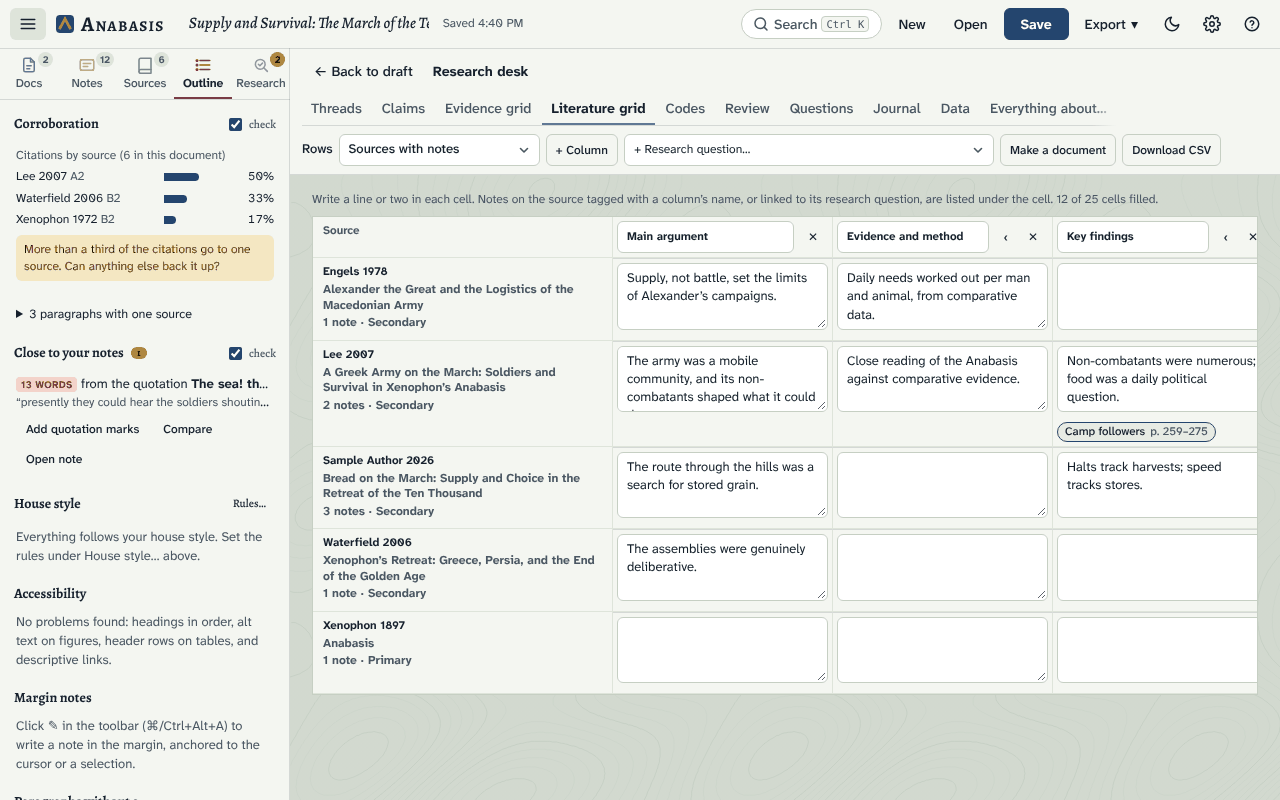 ANABASIS
Supply and Survival: The March of the Te
Saved 4:40 PM
Search Ctrl K
New
Open
Save
Export ▾
Docs 2
Notes 12
Sources 6
Outline
Research 2
Corroboration
check
Citations by source (6 in this document)
Lee 2007 A2 50%
Waterfield 2006 B2 33%
Xenophon 1972 B2 17%
More than a third of the citations go to one
source. Can anything else back it up?
▶ 3 paragraphs with one source
Close to your notes 1
check
13 WORDS from the quotation The sea! th...
“presently they could hear the soldiers shoutin...
Add quotation marks
Compare
Open note
House style
Rules...
Everything follows your house style. Set the
rules under House style... above.
Accessibility
No problems found: headings in order, alt
text on figures, header rows on tables, and
descriptive links.
Margin notes
Click ✎ in the toolbar (⌘/Ctrl+Alt+A) to
write a note in the margin, anchored to the
cursor or a selection.
← Back to draft
Research desk
Threads
Claims
Evidence grid
Literature grid
Codes
Review
Questions
Journal
Data
Everything about...
Rows
Sources with notes
+ Column
+ Research question...
Make a document
Download CSV
Write a line or two in each cell. Notes on the source tagged with a column’s name, or linked to its research question, are listed under the cell. 12 of 25 cells filled.
Source
Main argument ✕
Evidence and method ‹ ✕
Key findings ‹ ✕
Engels 1978
Alexander the Great and the Logistics of the
Macedonian Army
1 note · Secondary
Supply, not battle, set the limits
of Alexander’s campaigns.
Daily needs worked out per man
and animal, from comparative
data.
Lee 2007
A Greek Army on the March: Soldiers and
Survival in Xenophon’s Anabasis
2 notes · Secondary
The army was a mobile
community, and its non-
combatants shaped what it could
Close reading of the Anabasis
against comparative evidence.
Non-combatants were numerous;
food was a daily political
question.
Camp followers p. 259–275
Sample Author 2026
Bread on the March: Supply and Choice in the
Retreat of the Ten Thousand
3 notes · Secondary
The route through the hills was a
search for stored grain.
Halts track harvests; speed
tracks stores.
Waterfield 2006
Xenophon’s Retreat: Greece, Persia, and the End
of the Golden Age
1 note · Secondary
The assemblies were genuinely
deliberative.
Xenophon 1897
Anabasis
1 note · Primary